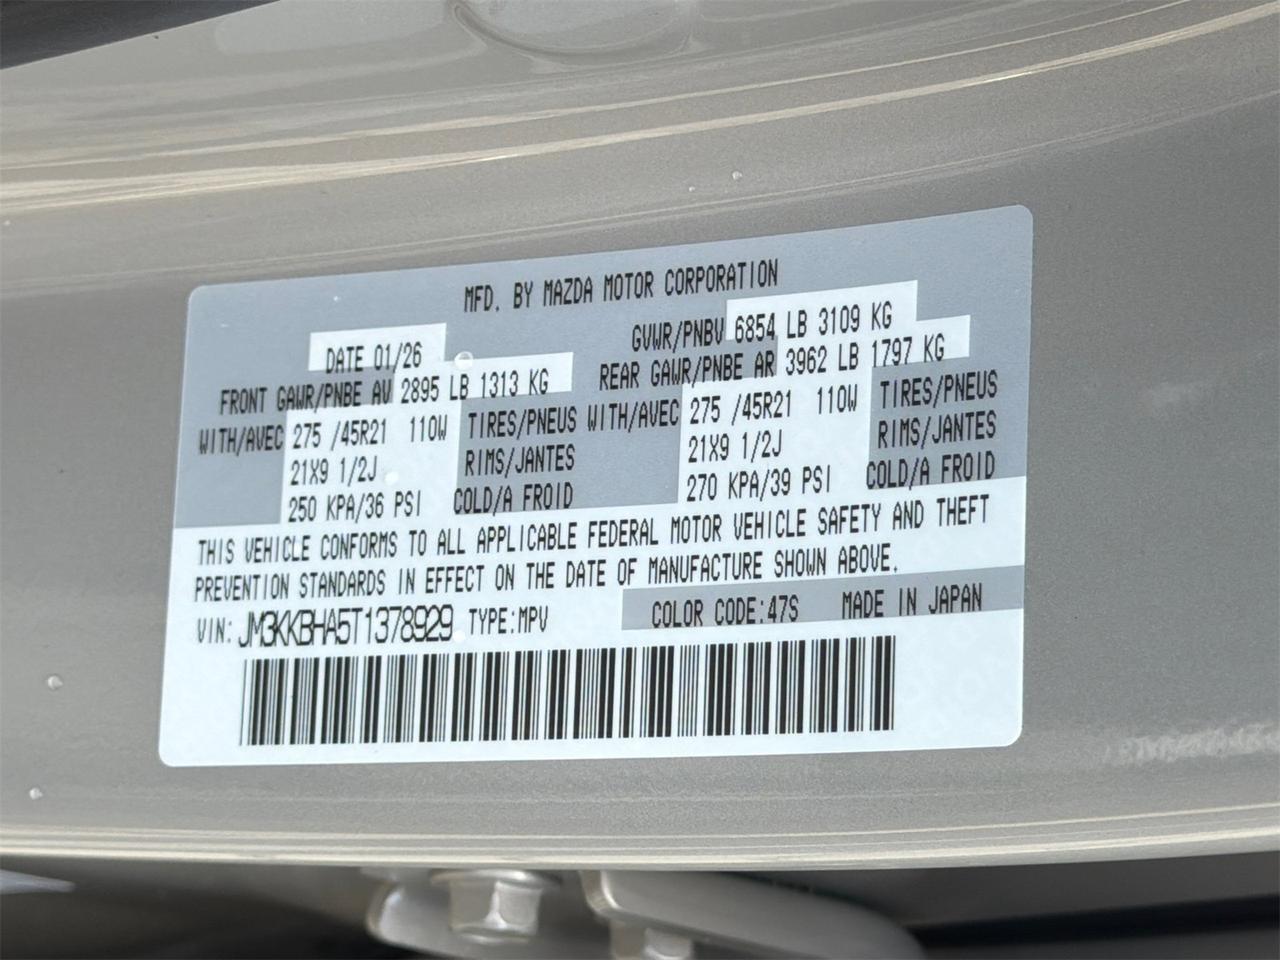 MFD. BY MAZDA MOTOR CORPORATION
DATE 01/26 GVWR/PNBV 6854 LB 3109 KG
FRONT GAWR/PNBE AV 2895 LB 1313 KG REAR GAWR/PNBE AR 3962 LB 1797 KG
WITH/AVEC 275 /45R21 110W TIRES/PNEUS WITH/AVEC 275 /45R21 110W TIRES/PNEUS
21X9 1/2J RIMS/JANTES 21X9 1/2J RIMS/JANTES
250 KPA/36 PSI COLD/A FROID 270 KPA/39 PSI COLD/A FROID
THIS VEHICLE CONFORMS TO ALL APPLICABLE FEDERAL MOTOR VEHICLE SAFETY AND THEFT
PREVENTION STANDARDS IN EFFECT ON THE DATE OF MANUFACTURE SHOWN ABOVE.
VIN: JM3KKBHA5T1378929 TYPE:MPV COLOR CODE:47S MADE IN JAPAN